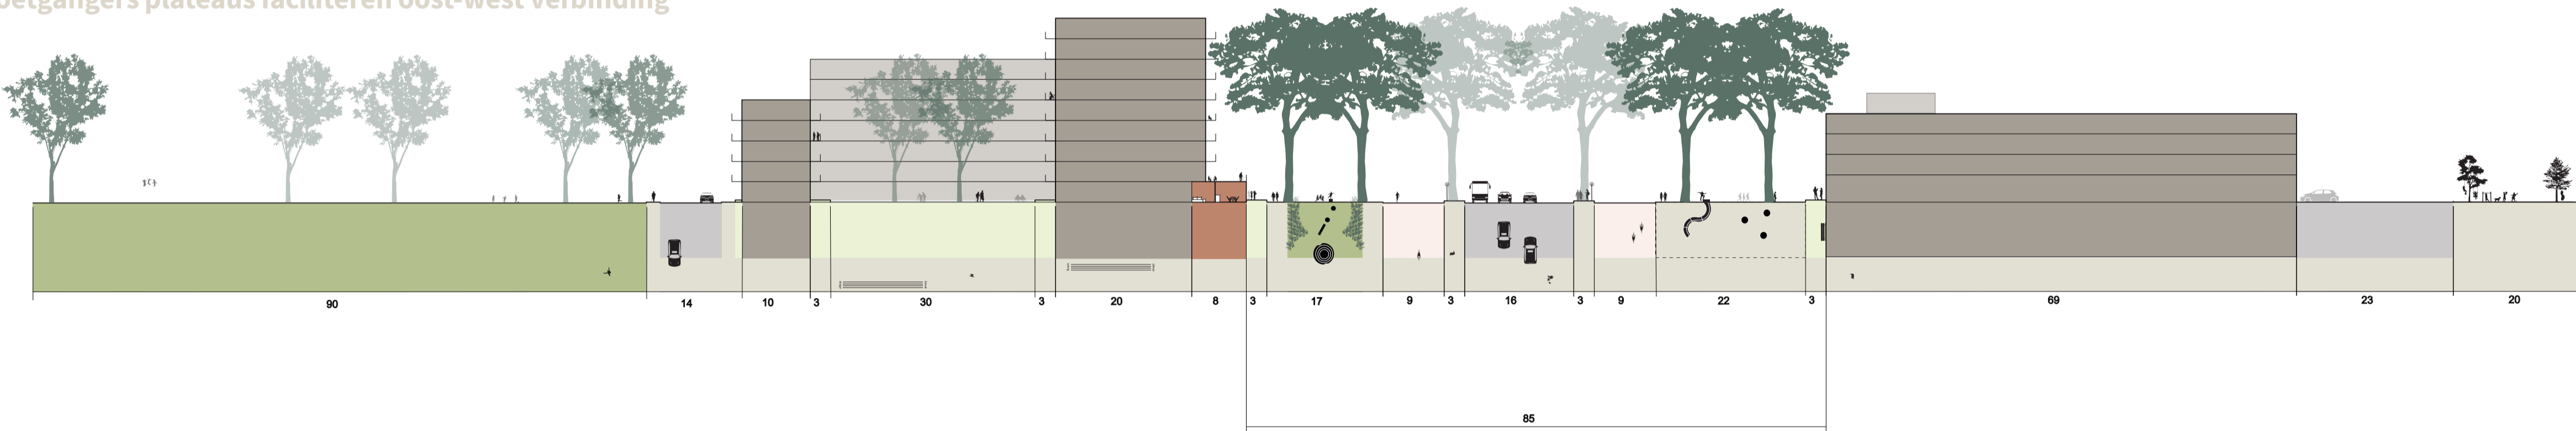 oetgangers plateaus faciliteren oost-west verbinding
90 14 10 3 30 3 20 8 3 17 9 3 16 3 9 22 3 69 23 20
85